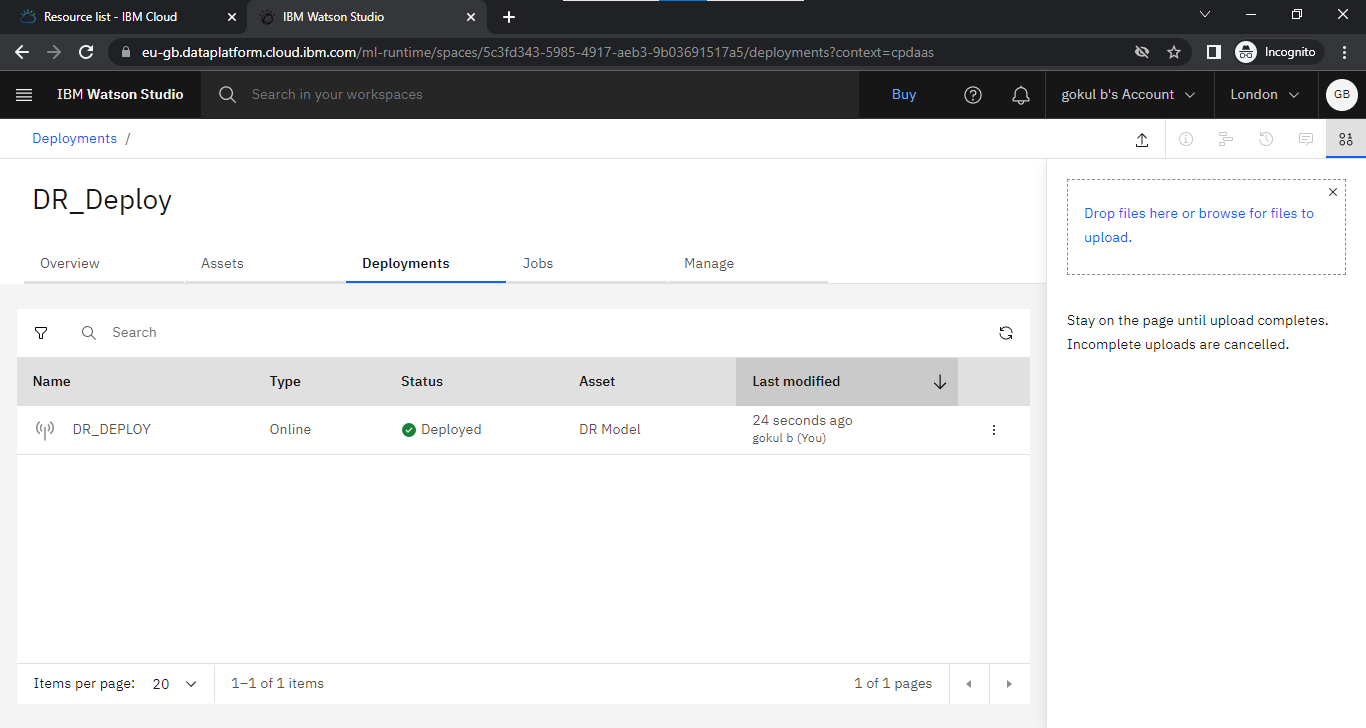 Resource list - IBM Cloud
IBM Watson Studio
eu-gb.dataplatform.cloud.ibm.com/ml-runtime/spaces/5c3fd343-5985-4917-aeb3-9b03691517a5/deployments?context=cpdaas
Incognito
IBM Watson Studio
Search in your workspaces
Buy
gokul b's Account
London
GB
Deployments /
DR_Deploy
Overview
Assets
Deployments
Jobs
Manage
Drop files here or browse for files to
upload.
Stay on the page until upload completes.
Incomplete uploads are cancelled.
Search
Name Type Status Asset Last modified
DR_DEPLOY Online Deployed DR Model 24 seconds ago
gokul b (You)
Items per page: 20 1–1 of 1 items 1 of 1 pages